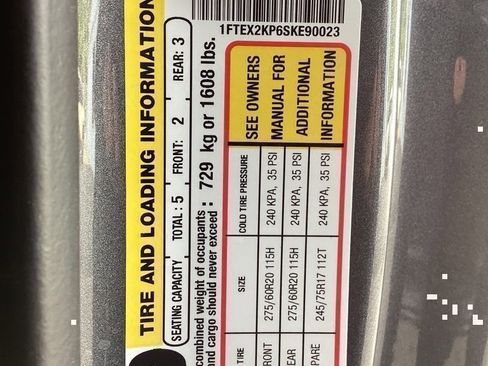 1FTEX2KP6SKE90023
TIRE AND LOADING INFORMATION
SEATING CAPACITY TOTAL : 5 FRONT: 2 REAR: 3
combined weight of occupants
and cargo should never exceed : 729 kg or 1608 lbs.
TIRE SIZE COLD TIRE PRESSURE
RONT 275/60R20 115H 240 KPA, 35 PSI
EAR 275/60R20 115H 240 KPA, 35 PSI
PARE 245/75R17 112T 240 KPA, 35 PSI
SEE OWNERS
MANUAL FOR
ADDITIONAL
INFORMATION